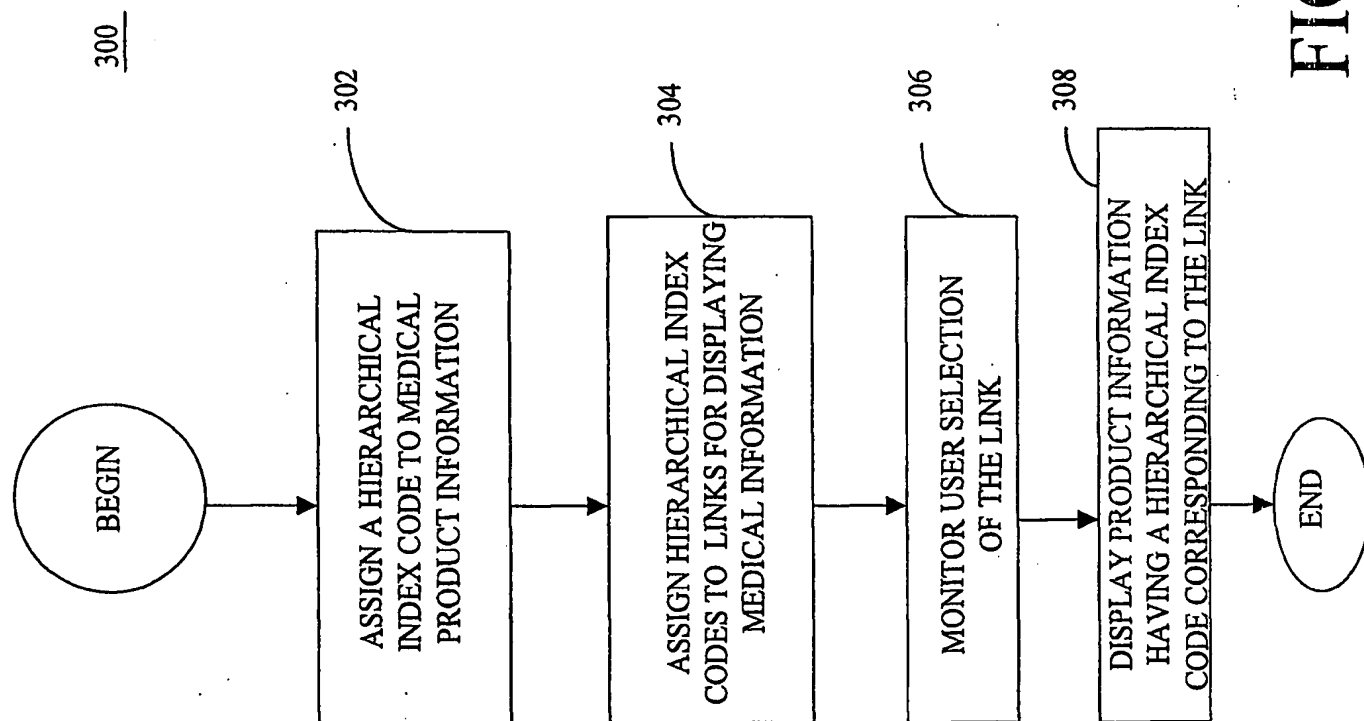 300
BEGIN
302
ASSIGN A HIERARCHICAL
INDEX CODE TO MEDICAL
PRODUCT INFORMATION
304
ASSIGN HIERARCHICAL INDEX
CODES TO LINKS FOR DISPLAYING
MEDICAL INFORMATION
306
MONITOR USER SELECTION
OF THE LINK
308
DISPLAY PRODUCT INFORMATION
HAVING A HIERARCHICAL INDEX
CODE CORRESPONDING TO THE LINK
END